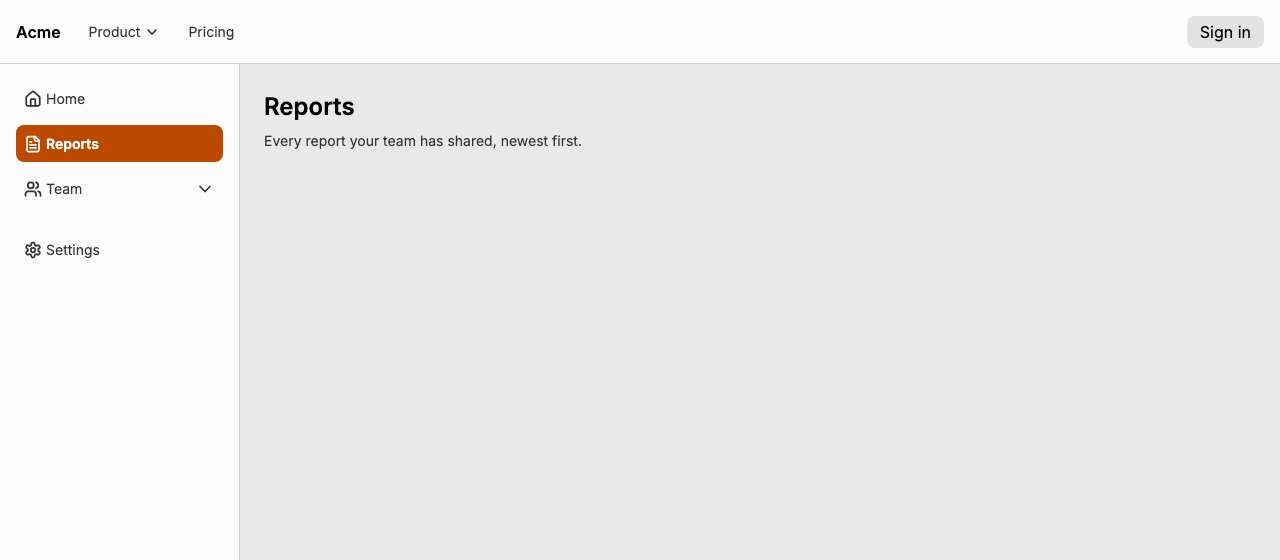 Acme
Product
Pricing
Sign in
Home
Reports
Team
Settings
Reports
Every report your team has shared, newest first.